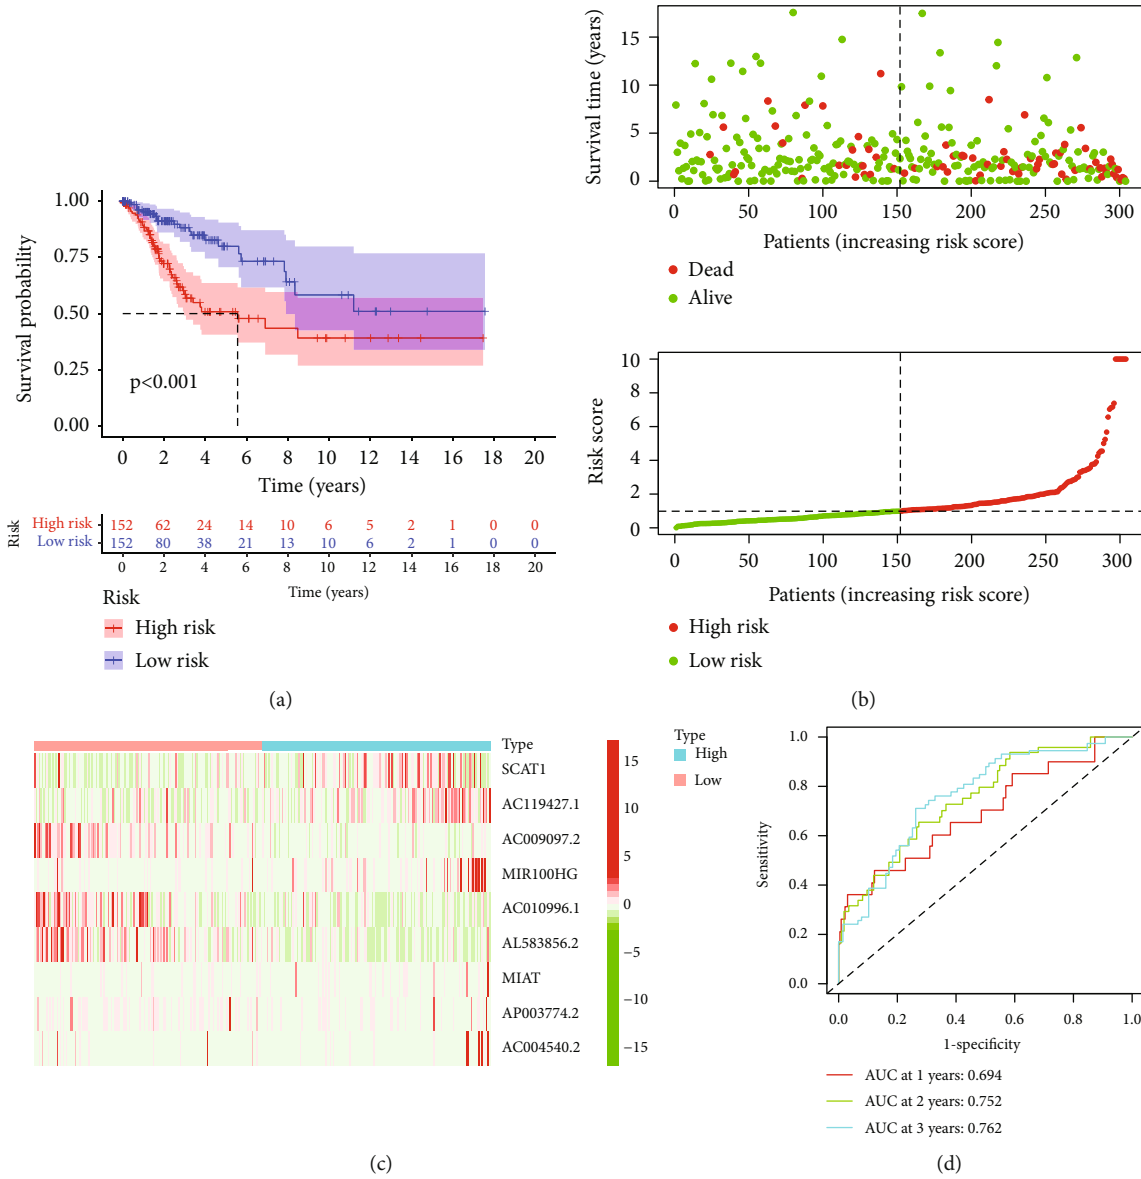 1.00
0.75
0.50
0.25
0.00
Survival probability
p<0.001
0 2 4 6 8 10 12 14 16 18 20
Time (years)
Risk
High risk 152 62 24 14 10 6 5 2 1 0 0
Low risk 152 80 38 21 13 10 6 2 1 0 0
0 2 4 6 8 10 12 14 16 18 20
Time (years)
Risk
High risk
Low risk
(a)
Survival time (years)
15
10
5
0
0 50 100 150 200 250 300
Patients (increasing risk score)
Dead
Alive
Risk score
10
8
6
4
2
0
0 50 100 150 200 250 300
Patients (increasing risk score)
High risk
Low risk
(b)
Type
SCAT1
AC119427.1
AC009097.2
MIR100HG
AC010996.1
AL583856.2
MIAT
AP003774.2
AC004540.2
15
10
5
0
−5
−10
−15
Type
High
Low
(c)
Sensitivity
1.0
0.8
0.6
0.4
0.2
0.0
0.0 0.2 0.4 0.6 0.8 1.0
1-specificity
AUC at 1 years: 0.694
AUC at 2 years: 0.752
AUC at 3 years: 0.762
(d)